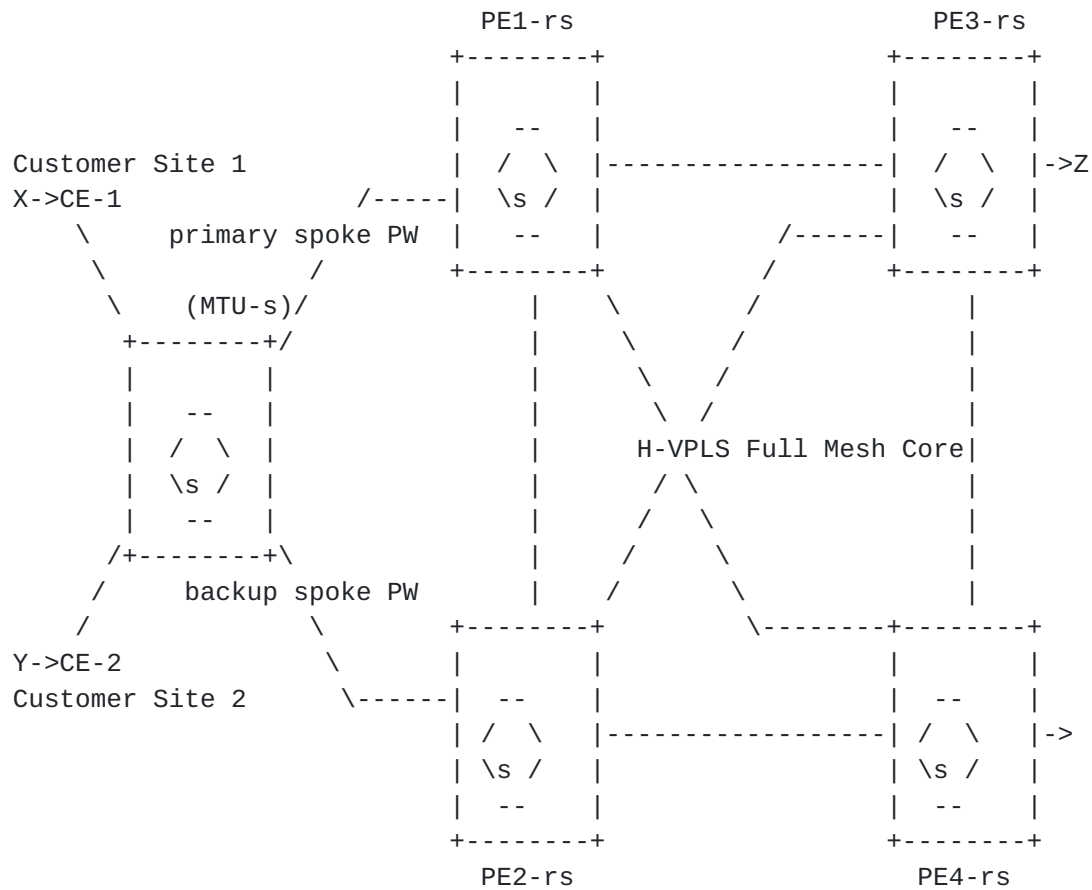 PE1-rs PE3-rs
Customer Site 1 ->Z
X->CE-1 s s
primary spoke PW
(MTU-s)
H-VPLS Full Mesh Core
s
backup spoke PW
Y->CE-2
Customer Site 2
->
s s
PE2-rs PE4-rs